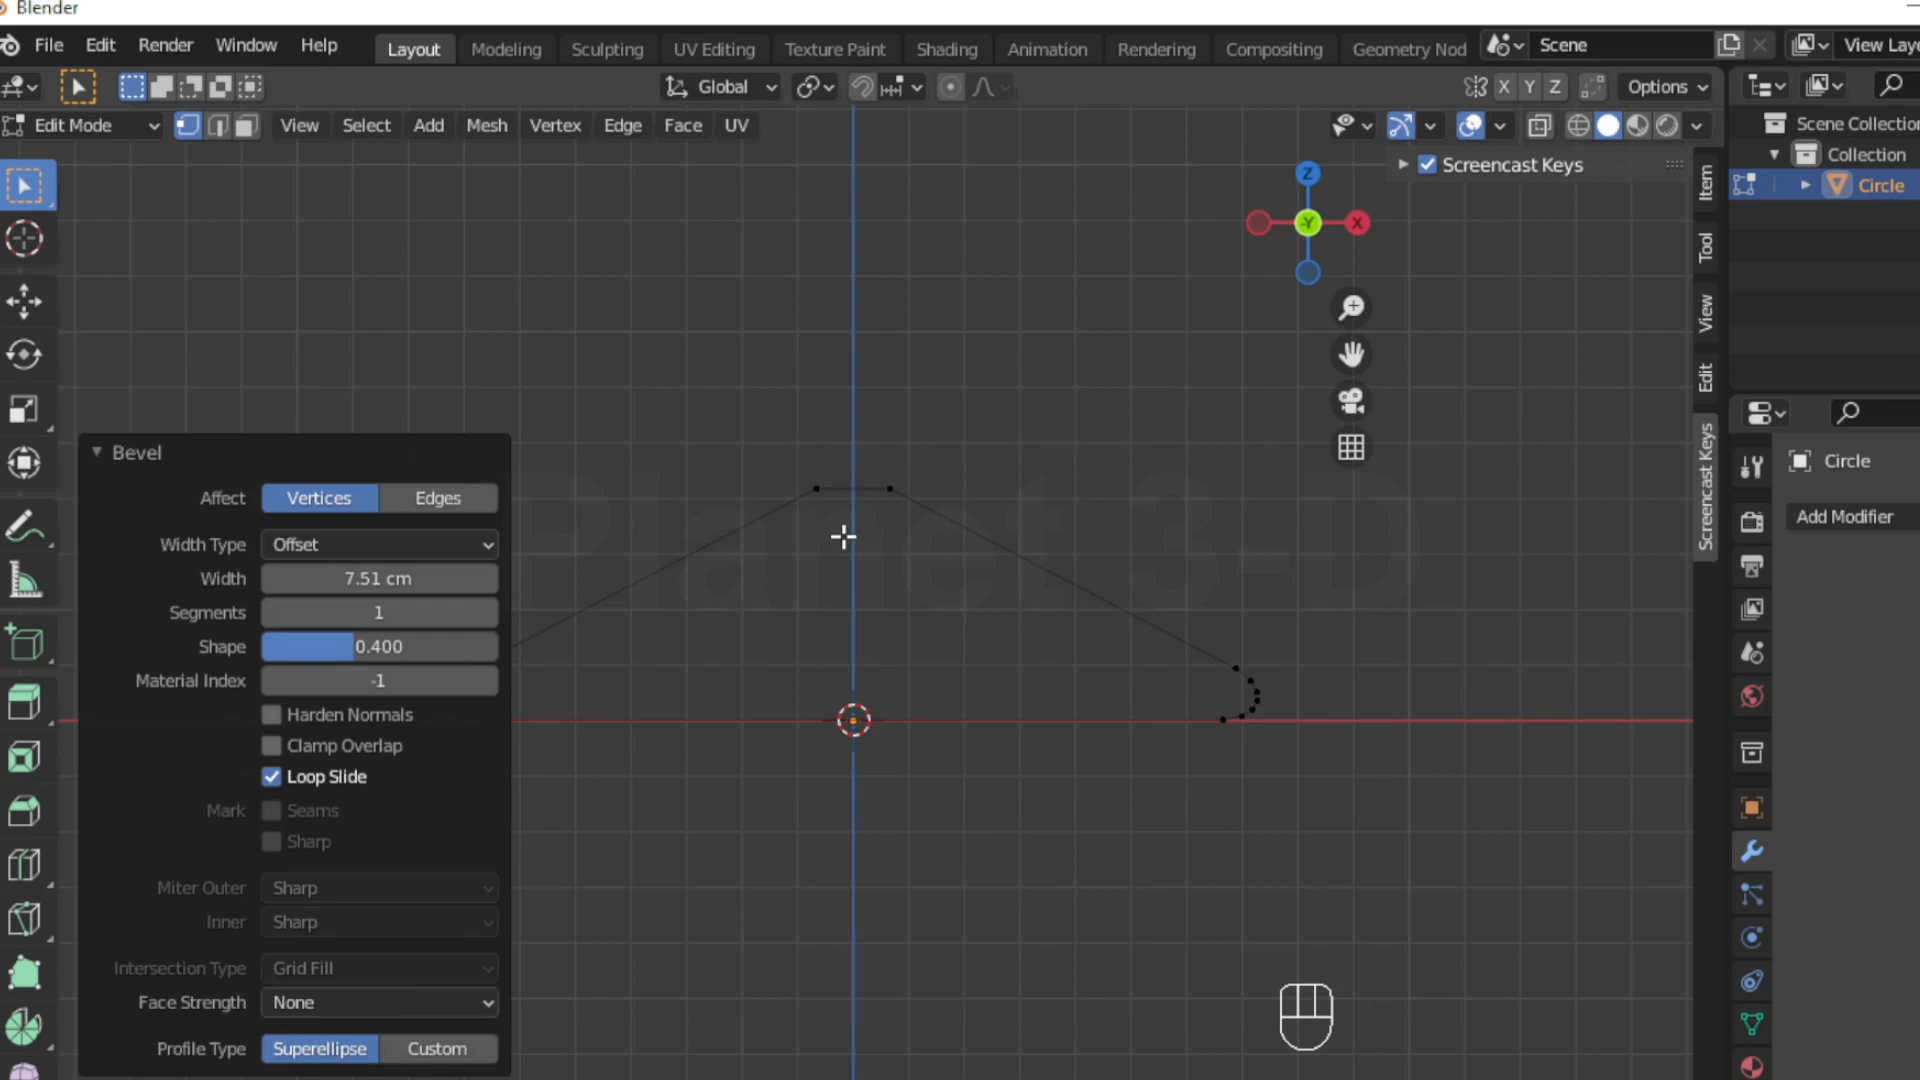 Blender
File Edit Render Window Help Layout Modeling Sculpting UV Editing Texture Paint Shading Animation Rendering Compositing Geometry Nod Scene View Laye
Global X Y Z Options
Edit Mode View Select Add Mesh Vertex Edge Face UV
Scene Collection
Screencast Keys
Collection
Circle
Z
Y
X
Item
Tool
View
Edit
Screencast Keys
Circle
Add Modifier
Planet 3-D
Bevel
Affect Vertices Edges
Width Type Offset
Width 7.51 cm
Segments 1
Shape 0.400
Material Index -1
Harden Normals
Clamp Overlap
Loop Slide
Mark Seams
Sharp
Miter Outer Sharp
Inner Sharp
Intersection Type Grid Fill
Face Strength None
Profile Type Superellipse Custom